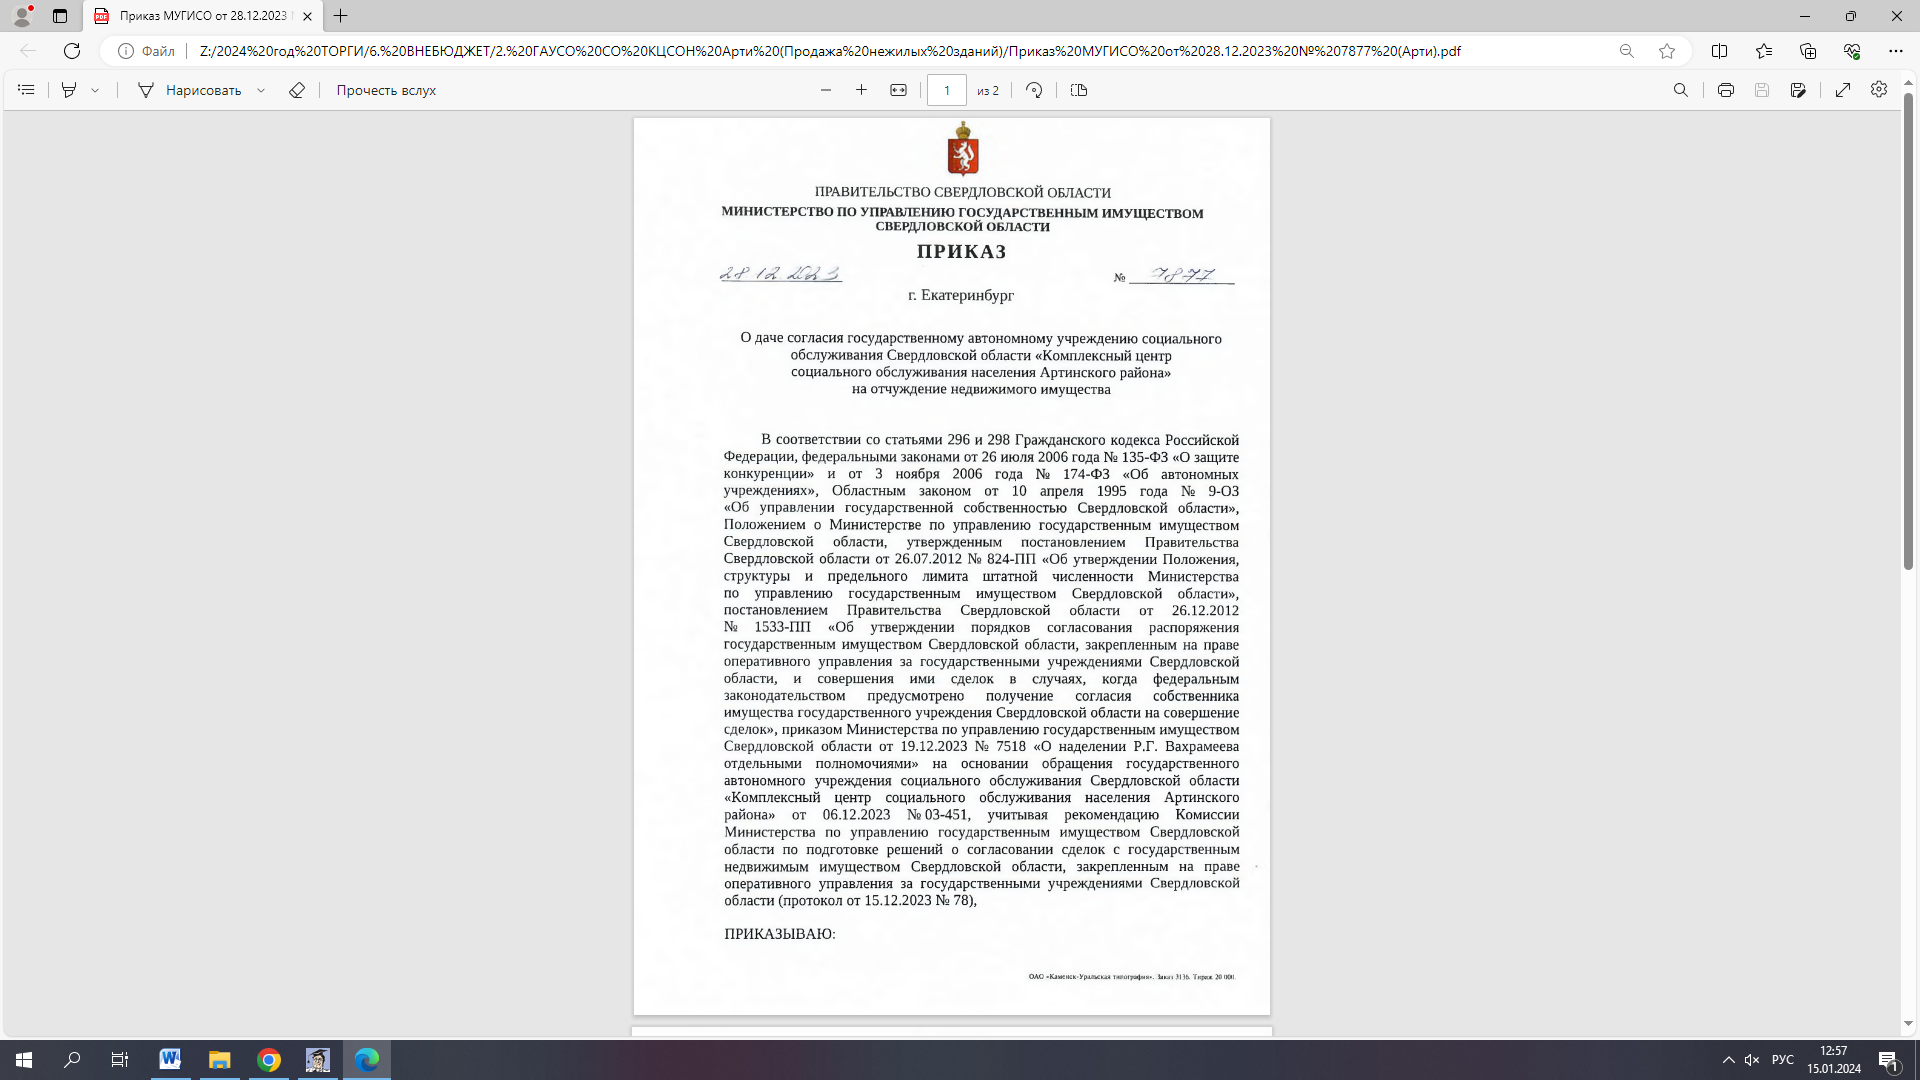 Приказ МУГИСО от 28.12.2023
Файл
Z:/2024%20год%20ТОРГИ/6.%20ВНЕБЮДЖЕТ/2.%20ГАУСО%20СО%20КЦСОН%20Арти%20(Продажа%20нежилых%20зданий)/Приказ%20МУГИСО%20от%2028.12.2023%20№%207877%20(Арти).pdf
Нарисовать
Прочесть вслух
1 из 2
ПРАВИТЕЛЬСТВО СВЕРДЛОВСКОЙ ОБЛАСТИ
МИНИСТЕРСТВО ПО УПРАВЛЕНИЮ ГОСУДАРСТВЕННЫМ ИМУЩЕСТВОМ
СВЕРДЛОВСКОЙ ОБЛАСТИ
ПРИКАЗ
28.12.2023 № 7877
г. Екатеринбург
О даче согласия государственному автономному учреждению социального
обслуживания Свердловской области «Комплексный центр
социального обслуживания населения Артинского района»
на отчуждение недвижимого имущества
В соответствии со статьями 296 и 298 Гражданского кодекса Российской
Федерации, федеральными законами от 26 июля 2006 года № 135-ФЗ «О защите
конкуренции» и от 3 ноября 2006 года № 174-ФЗ «Об автономных
учреждениях», Областным законом от 10 апреля 1995 года № 9-ОЗ
«Об управлении государственной собственностью Свердловской области»,
Положением о Министерстве по управлению государственным имуществом
Свердловской области, утвержденным постановлением Правительства
Свердловской области от 26.07.2012 № 824-ПП «Об утверждении Положения,
структуры и предельного лимита штатной численности Министерства
по управлению государственным имуществом Свердловской области»,
постановлением Правительства Свердловской области от 26.12.2012
№ 1533-ПП «Об утверждении порядков согласования распоряжения
государственным имуществом Свердловской области, закрепленным на праве
оперативного управления за государственными учреждениями Свердловской
области, и совершения ими сделок в случаях, когда федеральным
законодательством предусмотрено получение согласия собственника
имущества государственного учреждения Свердловской области на совершение
сделок», приказом Министерства по управлению государственным имуществом
Свердловской области от 19.12.2023 № 7518 «О наделении Р.Г. Вахрамеева
отдельными полномочиями» на основании обращения государственного
автономного учреждения социального обслуживания Свердловской области
«Комплексный центр социального обслуживания населения Артинского
района» от 06.12.2023 № 03-451, учитывая рекомендацию Комиссии
Министерства по управлению государственным имуществом Свердловской
области по подготовке решений о согласовании сделок с государственным
недвижимым имуществом Свердловской области, закрепленным на праве
оперативного управления за государственными учреждениями Свердловской
области (протокол от 15.12.2023 № 78),
ПРИКАЗЫВАЮ:
ОАО «Каменск-Уральская типография». Заказ 3136. Тираж 20 000.
РУС
12:57
15.01.2024
1